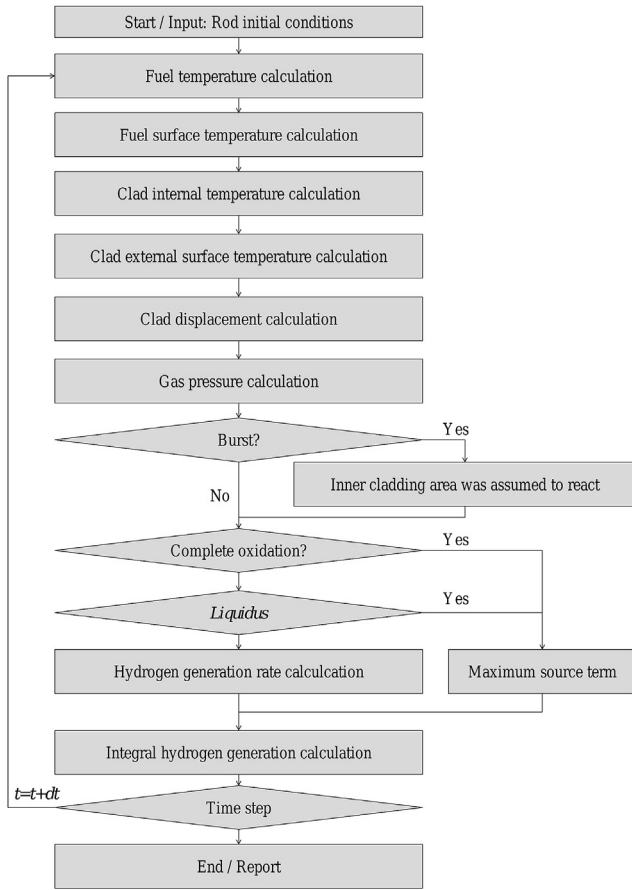 Start / Input: Rod initial conditions
Fuel temperature calculation
Fuel surface temperature calculation
Clad internal temperature calculation
Clad external surface temperature calculation
Clad displacement calculation
Gas pressure calculation
Burst?
Yes
Inner cladding area was assumed to react
No
Complete oxidation?
Yes
Liquidus
Yes
Hydrogen generation rate calculcation
Maximum source term
Integral hydrogen generation calculation
t=t+dt
Time step
End / Report